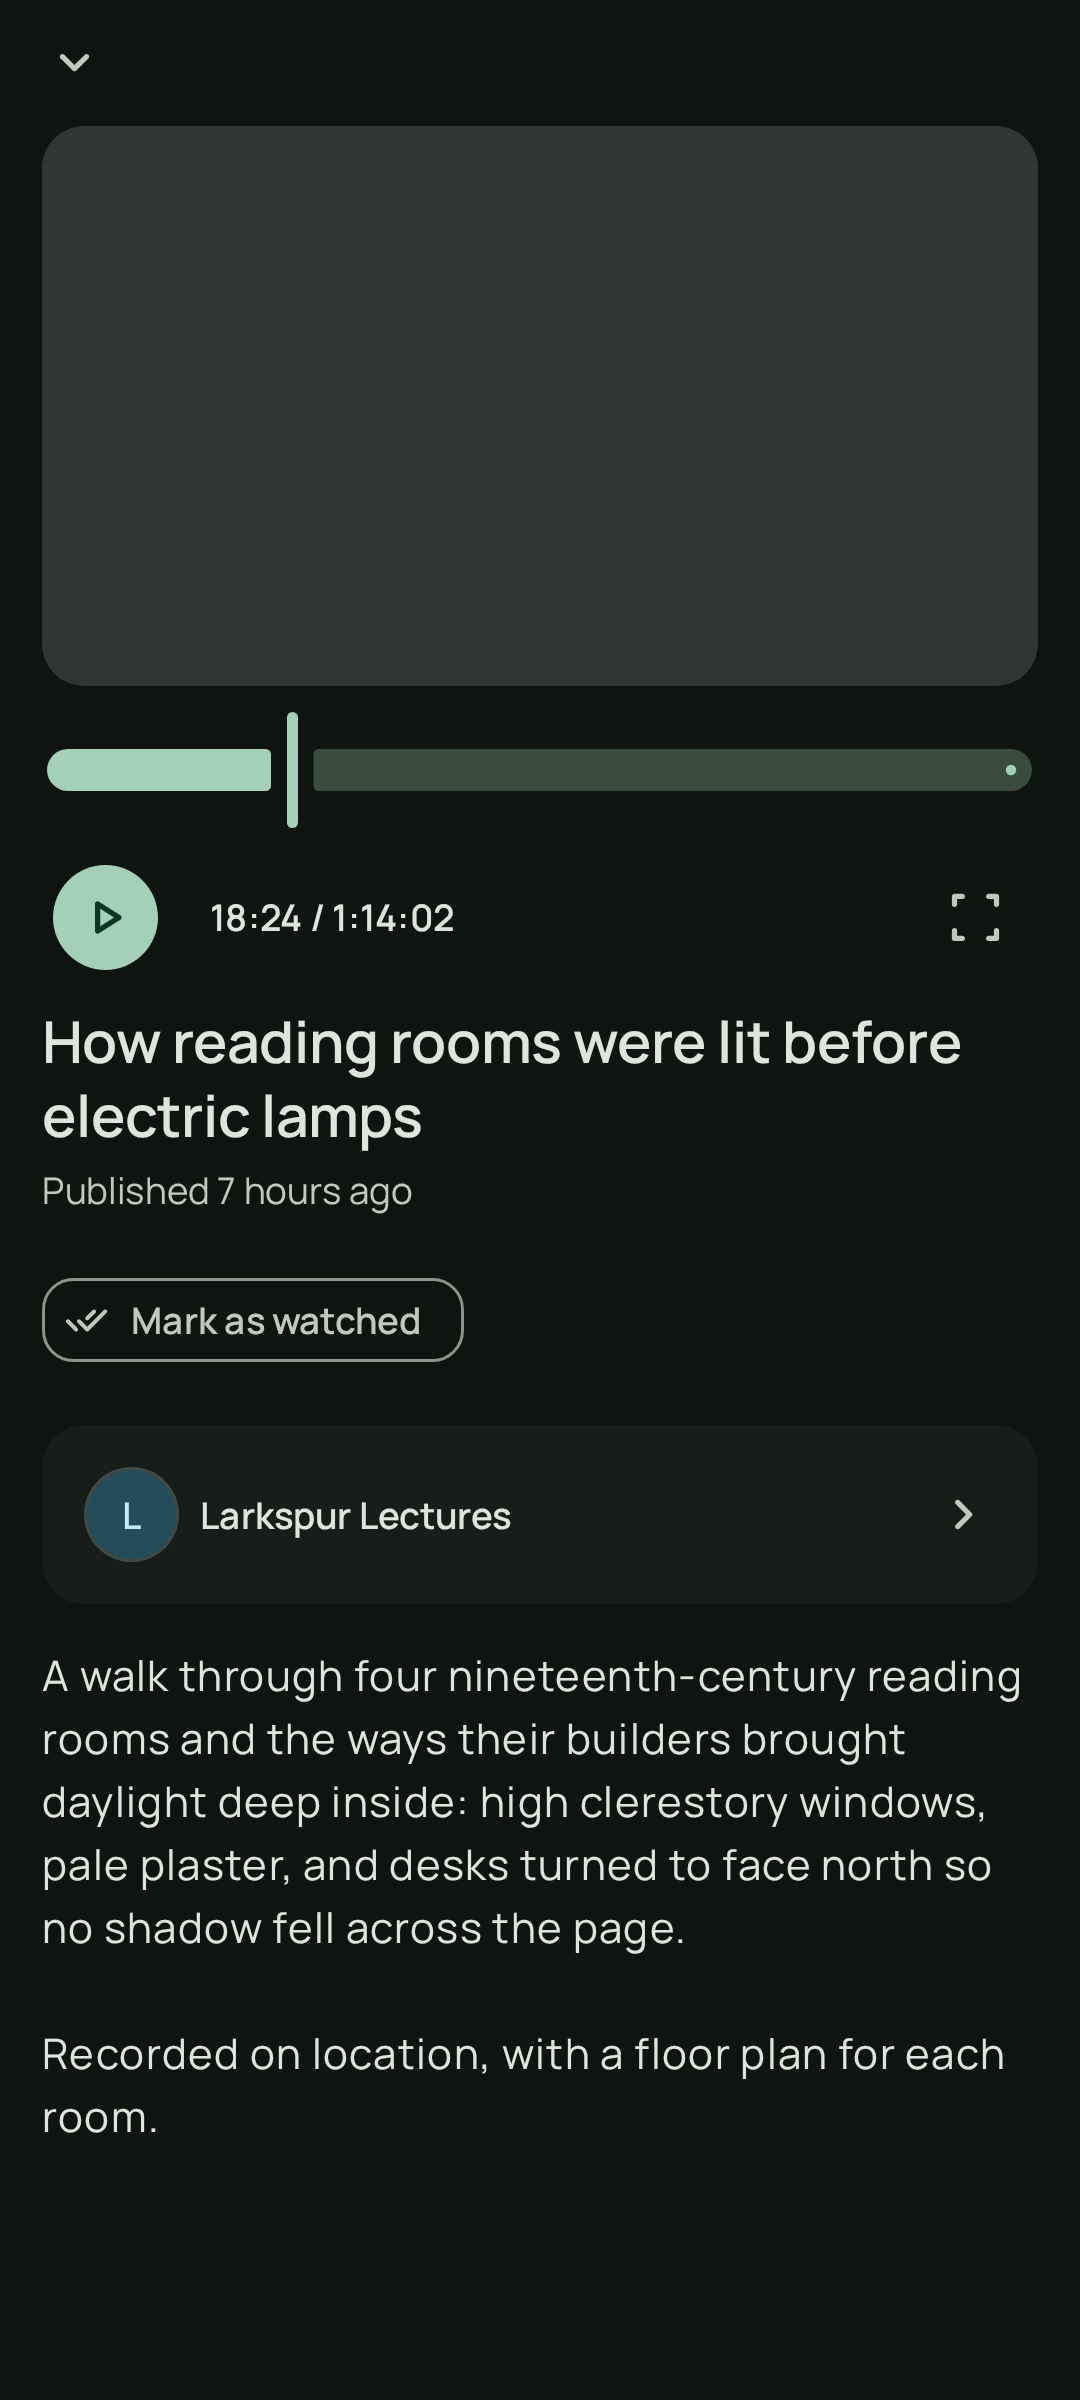 18:24 / 1:14:02
How reading rooms were lit before
electric lamps
Published 7 hours ago
Mark as watched
L
Larkspur Lectures
A walk through four nineteenth-century reading
rooms and the ways their builders brought
daylight deep inside: high clerestory windows,
pale plaster, and desks turned to face north so
no shadow fell across the page.
Recorded on location, with a floor plan for each
room.